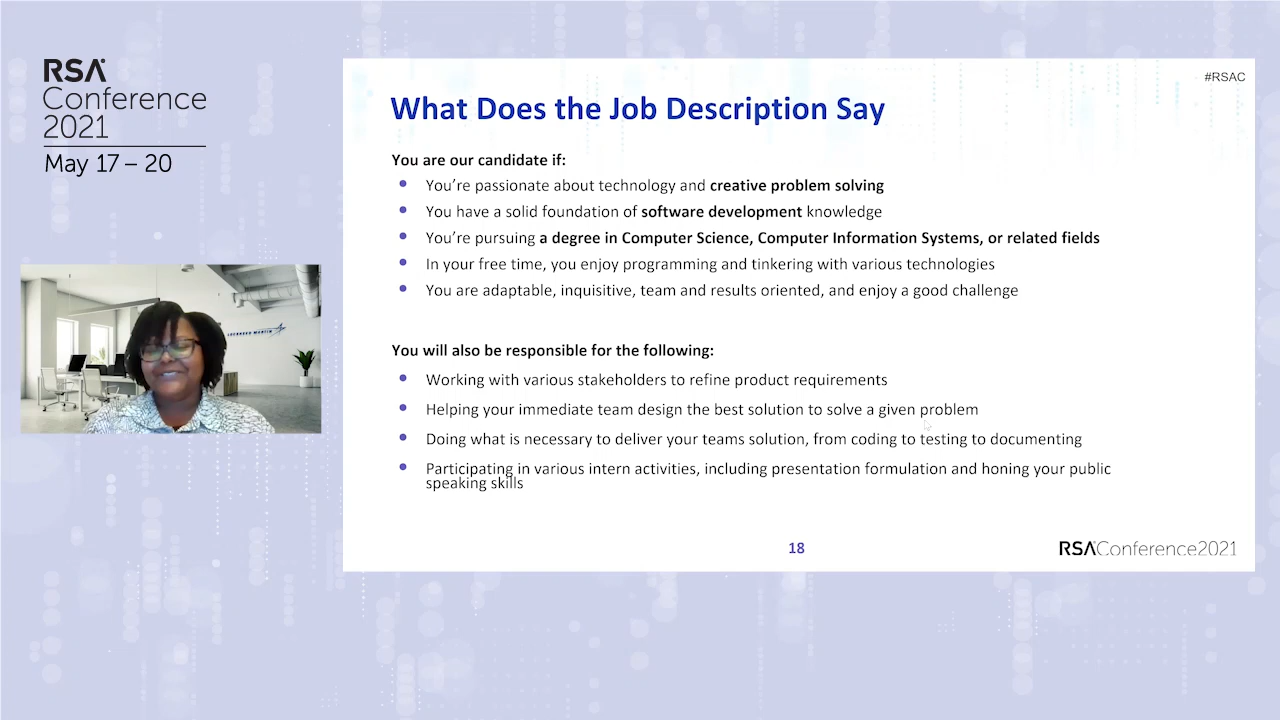 RSA
Conference
2021
May 17 – 20
LOCKHEED MARTIN
#RSAC
What Does the Job Description Say
You are our candidate if:
You’re passionate about technology and creative problem solving
You have a solid foundation of software development knowledge
You’re pursuing a degree in Computer Science, Computer Information Systems, or related fields
In your free time, you enjoy programming and tinkering with various technologies
You are adaptable, inquisitive, team and results oriented, and enjoy a good challenge
You will also be responsible for the following:
Working with various stakeholders to refine product requirements
Helping your immediate team design the best solution to solve a given problem
Doing what is necessary to deliver your teams solution, from coding to testing to documenting
Participating in various intern activities, including presentation formulation and honing your public
speaking skills
18
RSAConference2021